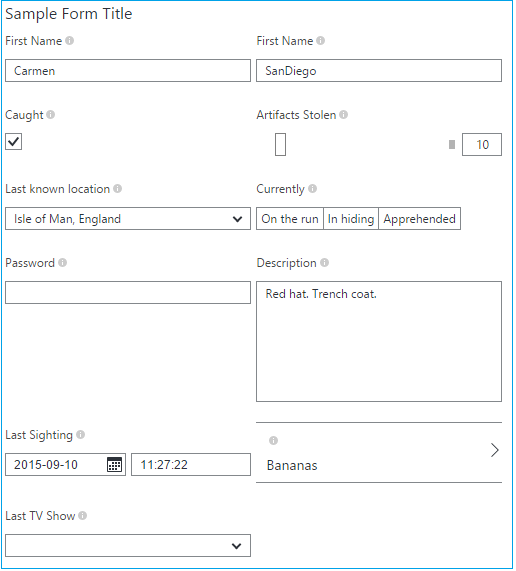 Sample Form Title
First Name First Name
Carmen SanDiego
Caught Artifacts Stolen
10
Last known location Currently
Isle of Man, England On the run In hiding Apprehended
Password Description
Red hat. Trench coat.
Last Sighting
2015-09-10 11:27:22
Bananas
Last TV Show